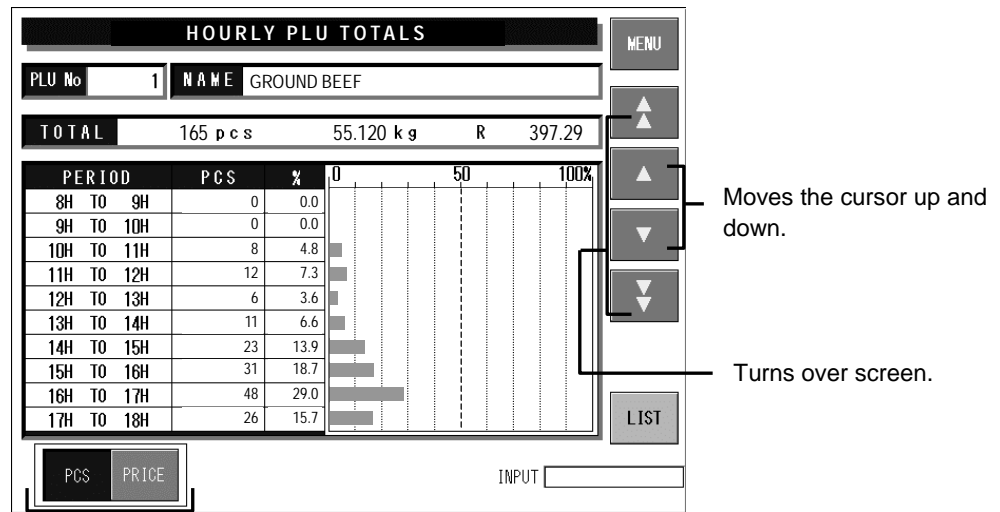 HOURLY PLU TOTALS
MENU
PLU No 1 NAME GROUND BEEF
TOTAL 165 pcs 55.120 kg R 397.29
PERIOD PCS % 0 50 100%
8H TO 9H 0 0.0
9H TO 10H 0 0.0
10H TO 11H 8 4.8
11H TO 12H 12 7.3
12H TO 13H 6 3.6
13H TO 14H 11 6.6
14H TO 15H 23 13.9
15H TO 16H 31 18.7
16H TO 17H 48 29.0
17H TO 18H 26 15.7
Moves the cursor up and
down.
Turns over screen.
LIST
PCS PRICE
INPUT